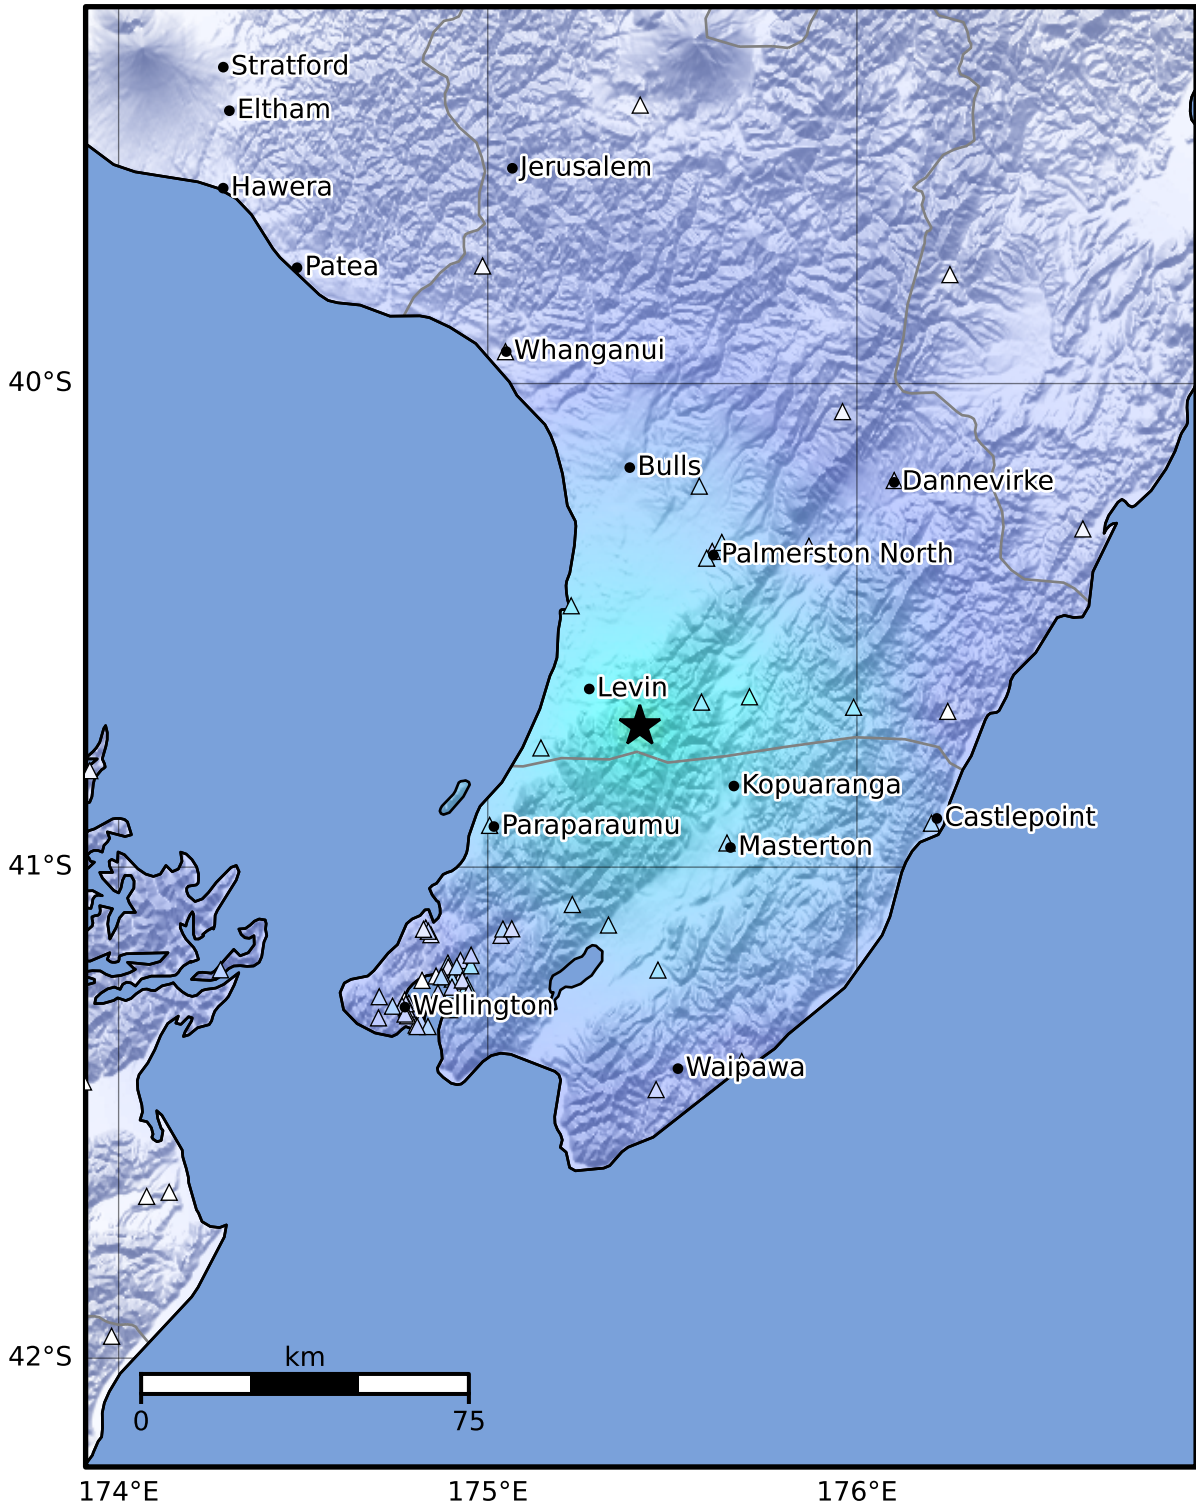 Stratford
Eltham
Jerusalem
Hawera
Patea
Whanganui
40°S
Bulls
Dannevirke
Palmerston North
Levin
Kopuaranga
Castlepoint
Paraparaumu
Masterton
41°S
Wellington
Waipawa
42°S
km
0 75
174°E 175°E 176°E